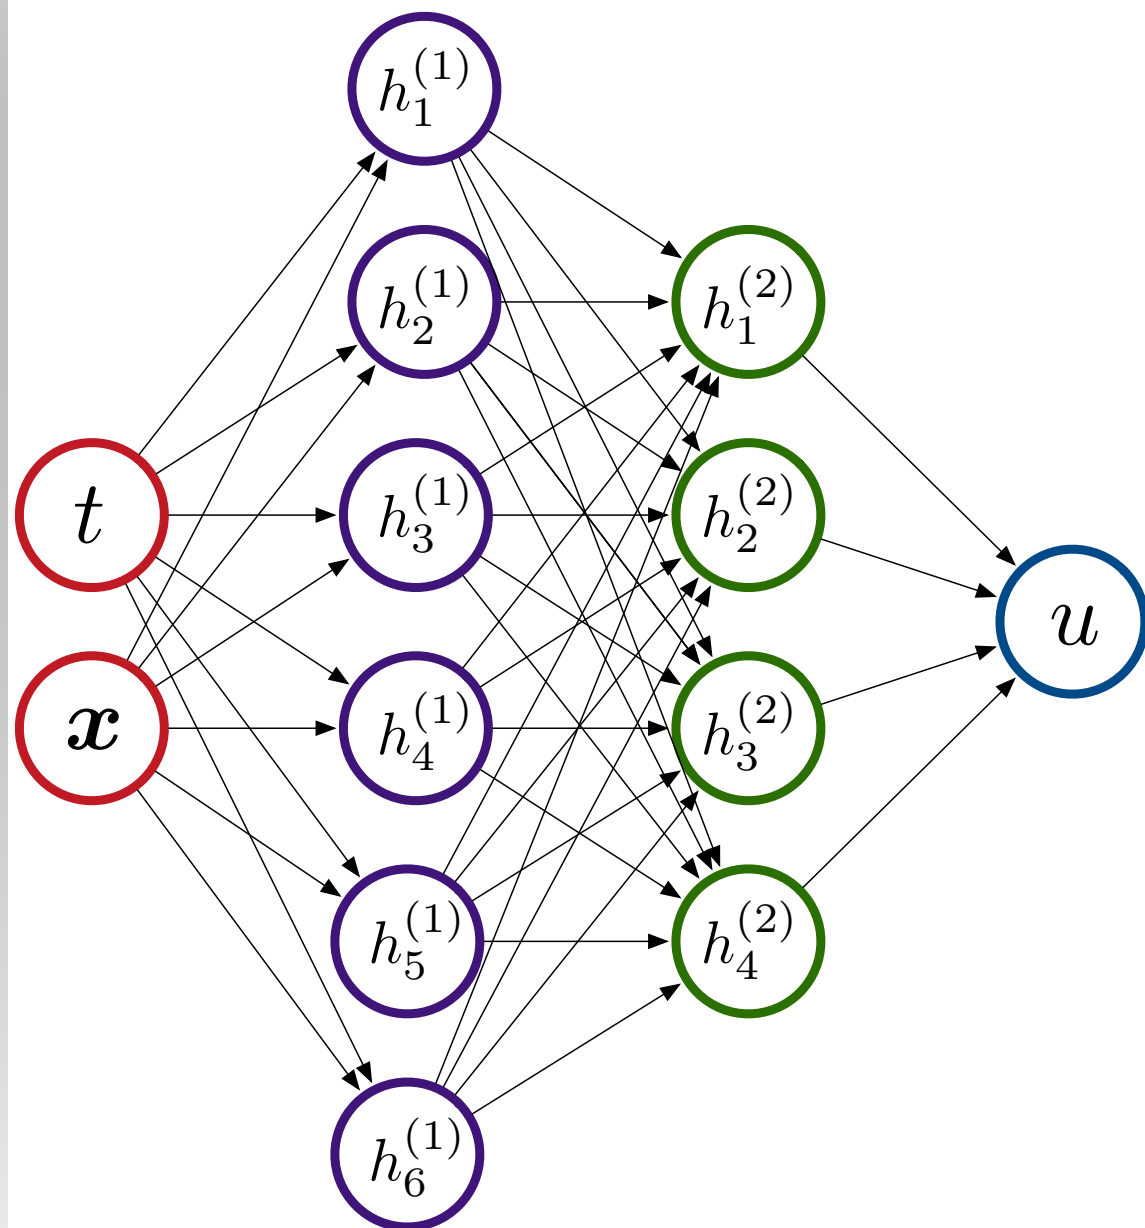 t
x
h_1^{(1)}
h_2^{(1)}
h_3^{(1)}
h_4^{(1)}
h_5^{(1)}
h_6^{(1)}
h_1^{(2)}
h_2^{(2)}
h_3^{(2)}
h_4^{(2)}
u